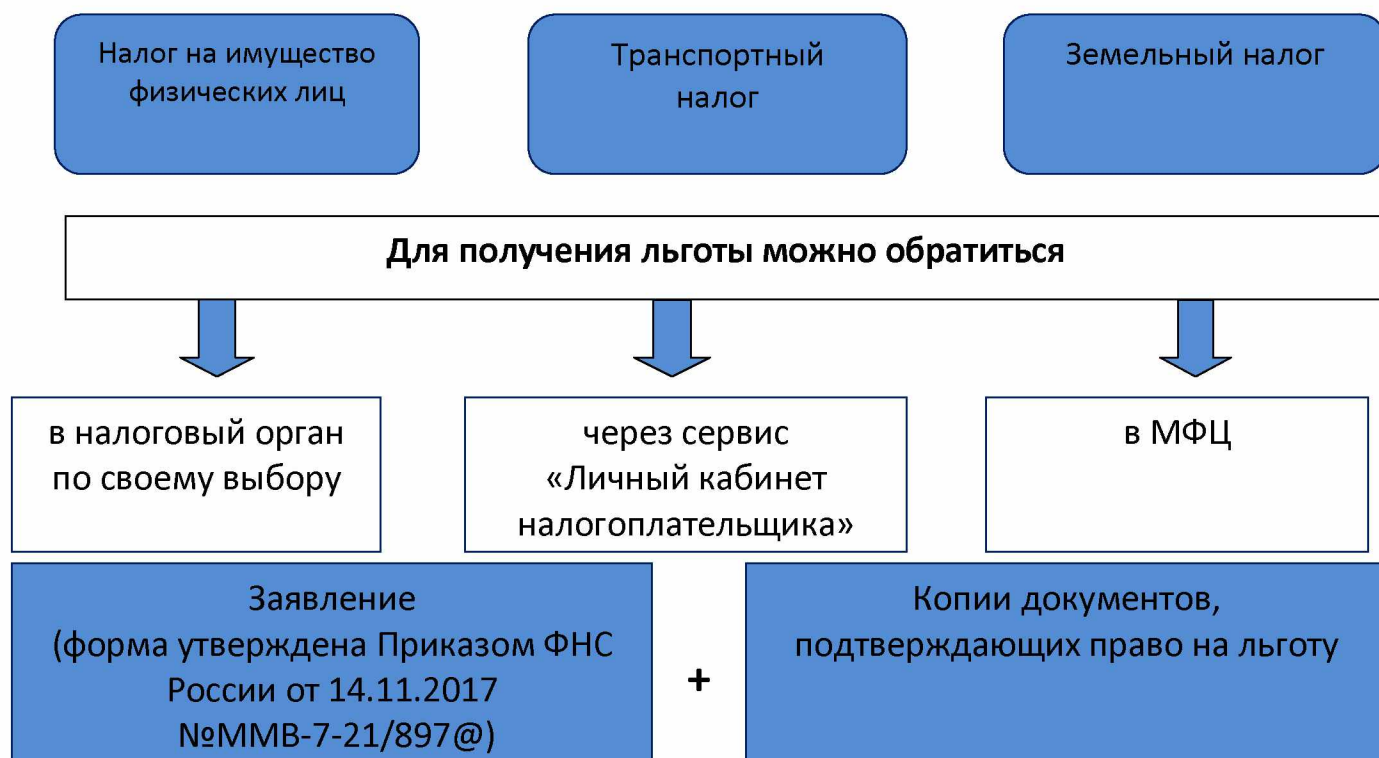 Налог на имущество
физических лиц
Транспортный
налог
Земельный налог
Для получения льготы можно обратиться
в налоговый орган
по своему выбору
через сервис
«Личный кабинет
налогоплательщика»
в МФЦ
Заявление
(форма утверждена Приказом ФНС
России от 14.11.2017
№ММВ-7-21/897@)
+
Копии документов,
подтверждающих право на льготу